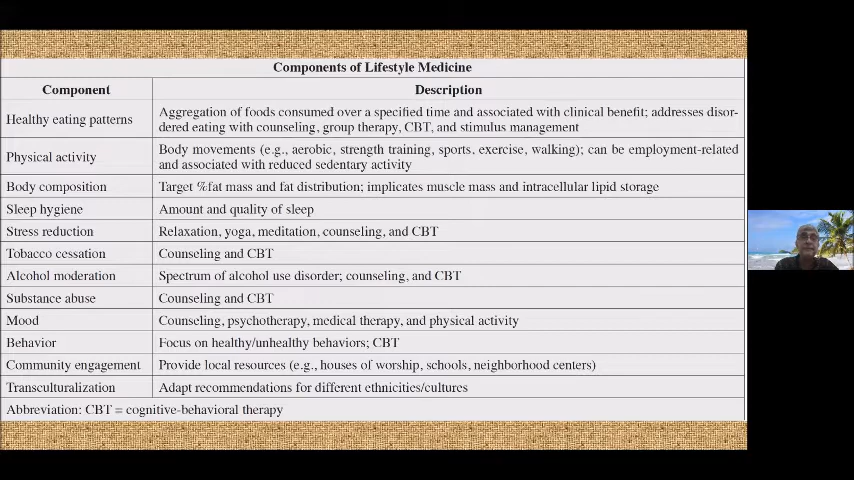 Components of Lifestyle Medicine
Component Description
Healthy eating patterns Aggregation of foods consumed over a specified time and associated with clinical benefit; addresses disor-
dered eating with counseling, group therapy, CBT, and stimulus management
Physical activity Body movements (e.g., aerobic, strength training, sports, exercise, walking); can be employment-related
and associated with reduced sedentary activity
Body composition Target %fat mass and fat distribution; implicates muscle mass and intracellular lipid storage
Sleep hygiene Amount and quality of sleep
Stress reduction Relaxation, yoga, meditation, counseling, and CBT
Tobacco cessation Counseling and CBT
Alcohol moderation Spectrum of alcohol use disorder; counseling, and CBT
Substance abuse Counseling and CBT
Mood Counseling, psychotherapy, medical therapy, and physical activity
Behavior Focus on healthy/unhealthy behaviors; CBT
Community engagement Provide local resources (e.g., houses of worship, schools, neighborhood centers)
Transculturalization Adapt recommendations for different ethnicities/cultures
Abbreviation: CBT = cognitive-behavioral therapy